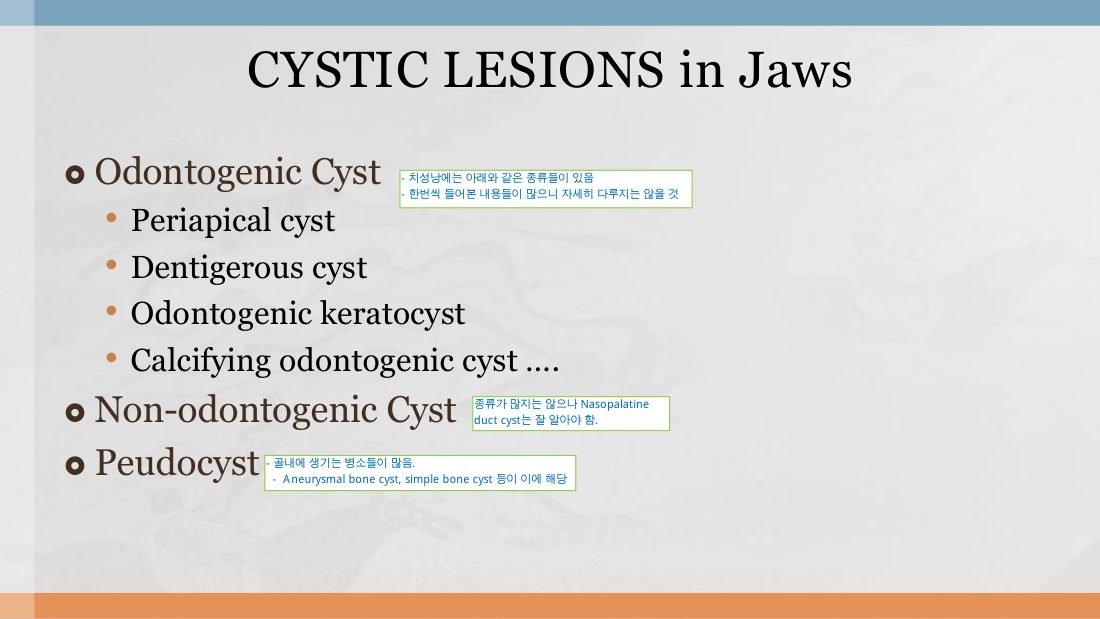 CYSTIC LESIONS in Jaws
Odontogenic Cyst
- 치성낭에는 아래와 같은 종류들이 있음
- 한번씩 들어본 내용들이 많으니 자세히 다루지는 않을 것
• Periapical cyst
• Dentigerous cyst
• Odontogenic keratocyst
• Calcifying odontogenic cyst ....
Non-odontogenic Cyst
종류가 많지는 않으나 Nasopalatine
duct cyst는 잘 알아야 함.
Peudocyst
- 골내에 생기는 병소들이 많음.
- Aneurysmal bone cyst, simple bone cyst 등이 이에 해당